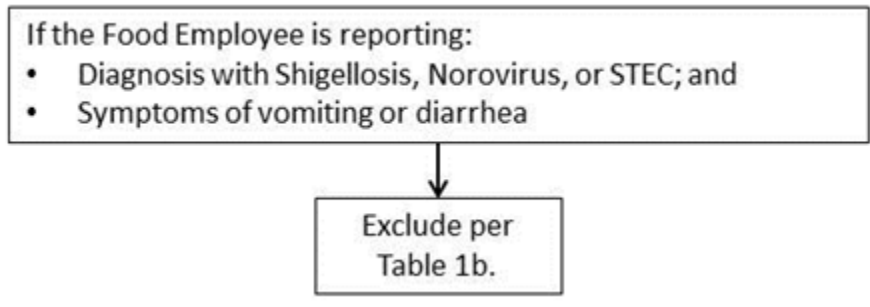 If the Food Employee is reporting:
• Diagnosis with Shigellosis, Norovirus, or STEC; and
• Symptoms of vomiting or diarrhea
Exclude per
Table 1b.